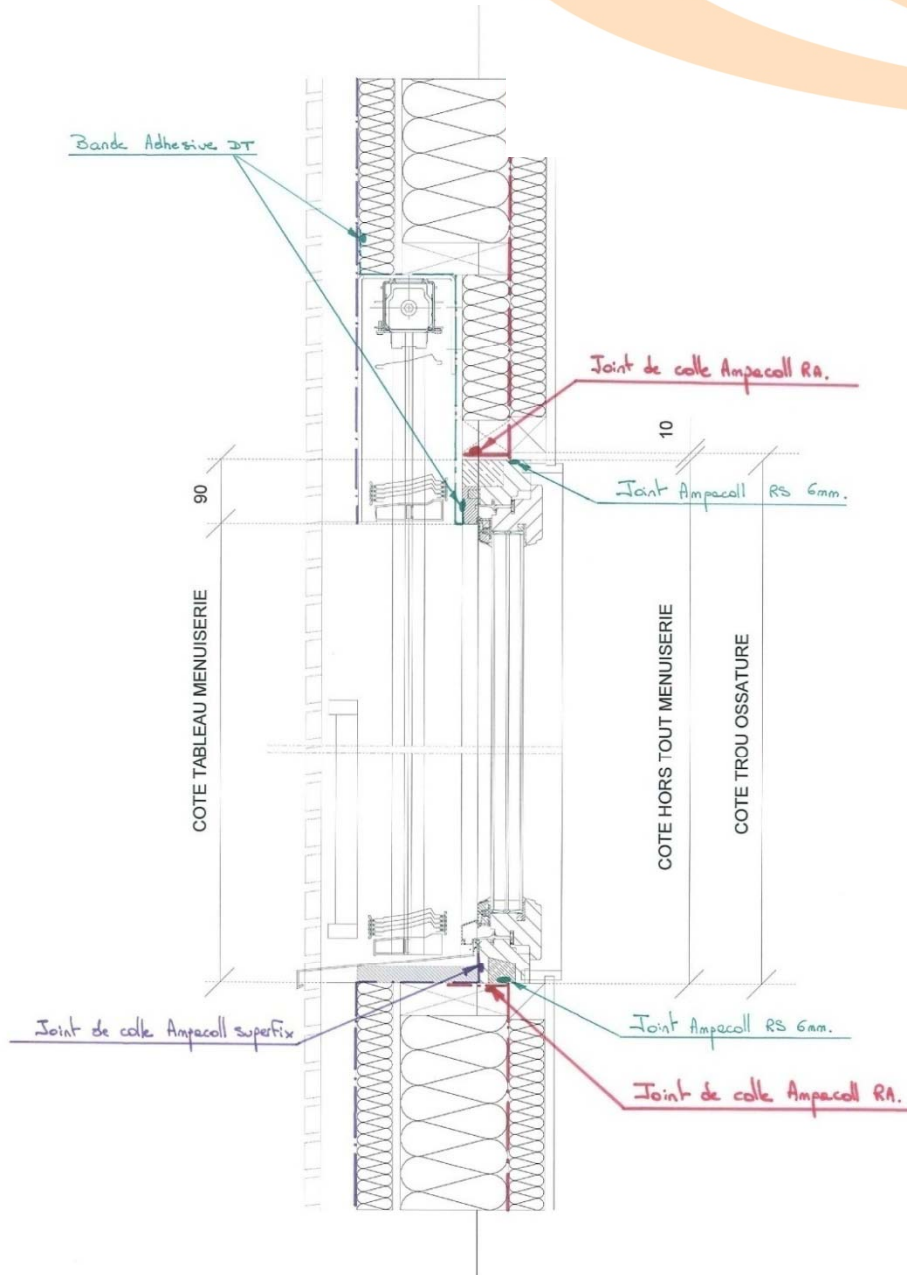 Bande Adhesive DT
Joint de colle Ampacoll RA.
10
Joint Ampacoll RS 6mm.
90
COTE TABLEAU MENUISERIE
COTE HORS TOUT MENUISERIE
COTE TROU OSSATURE
Joint de colle Ampacoll superfix
Joint Ampacoll RS 6mm.
Joint de colle Ampacoll RA.